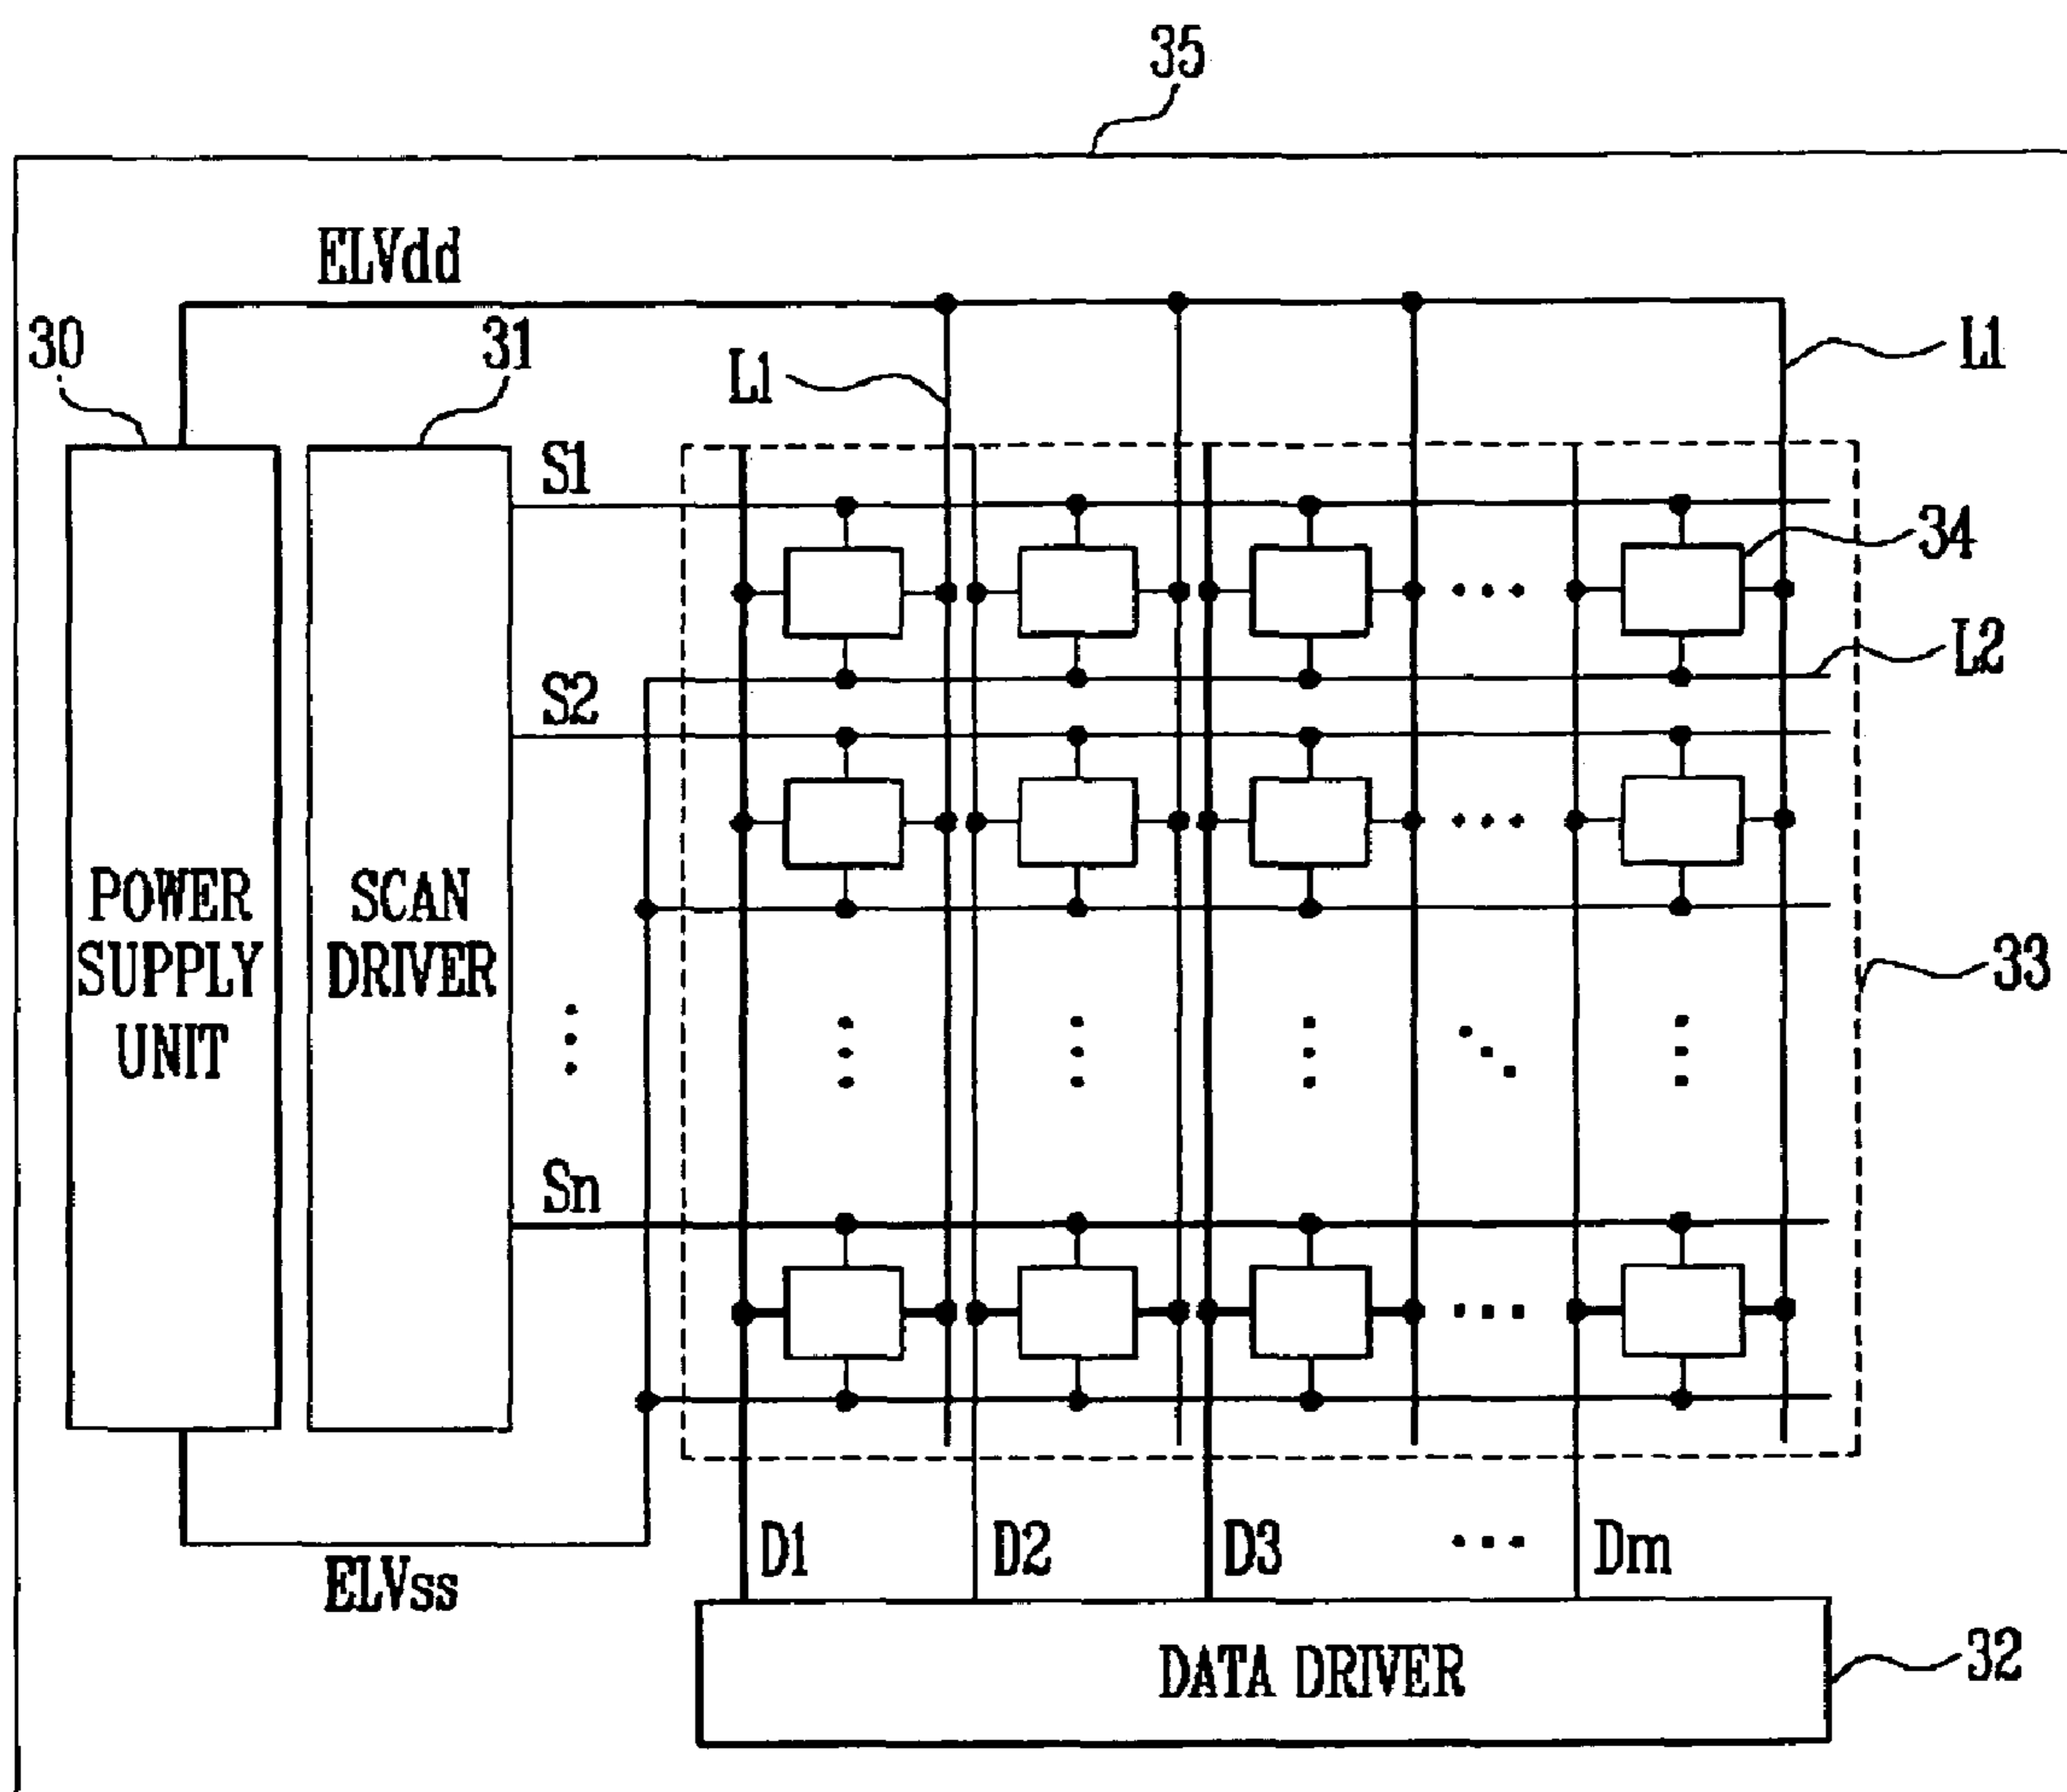 35
ELVdd
30
31
L1
L1
S1
34
L2
S2
POWER
SUPPLY
UNIT
SCAN
DRIVER
33
Sn
D1
D2
D3
Dm
ELVss
DATA DRIVER
32